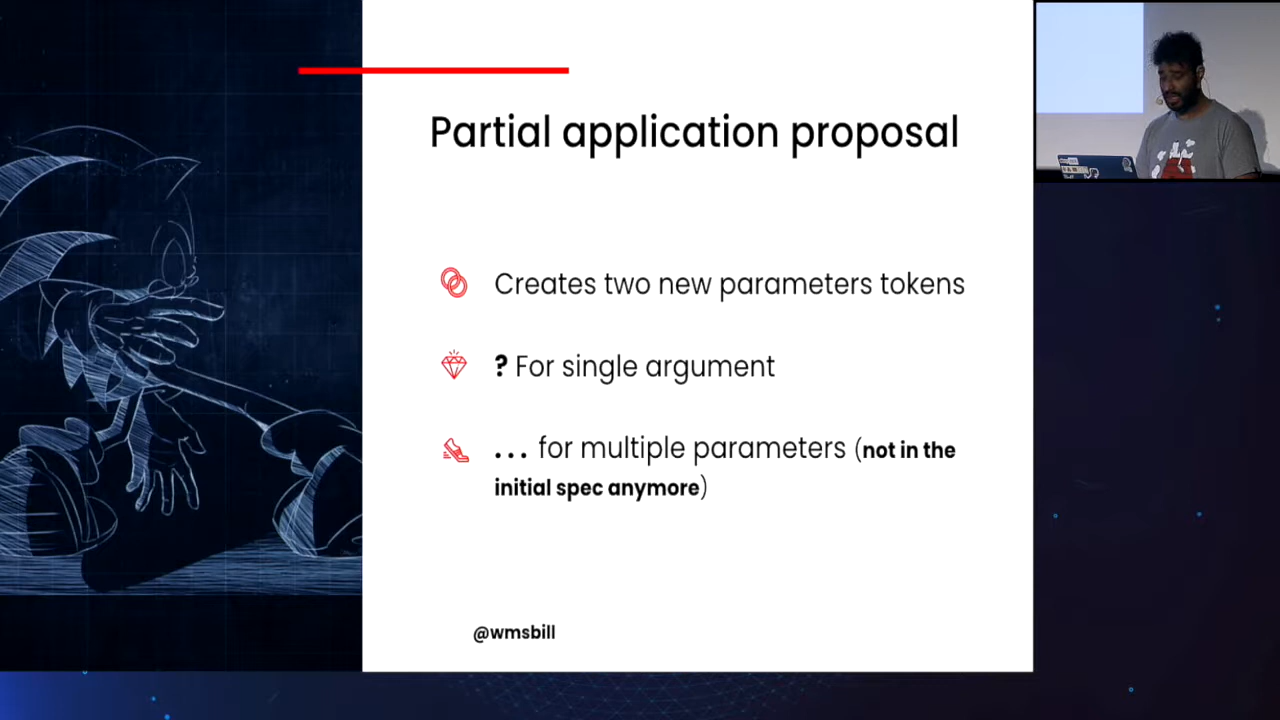 Partial application proposal
Creates two new parameters tokens
? For single argument
... for multiple parameters (not in the
initial spec anymore)
@wmsbill